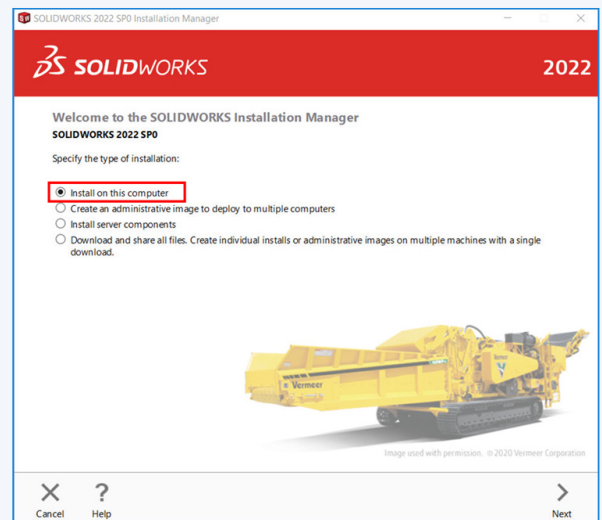 SOLIDWORKS 2022 SP0 Installation Manager
SOLIDWORKS
2022
Welcome to the SOLIDWORKS Installation Manager
SOLIDWORKS 2022 SP0
Specify the type of installation:
Install on this computer
Create an administrative image to deploy to multiple computers
Install server components
Download and share all files. Create individual installs or administrative images on multiple machines with a single
download.
Vermeer
Vermeer
Image used with permission. ©2020 Vermeer Corporation
?
Cancel
Help
Next